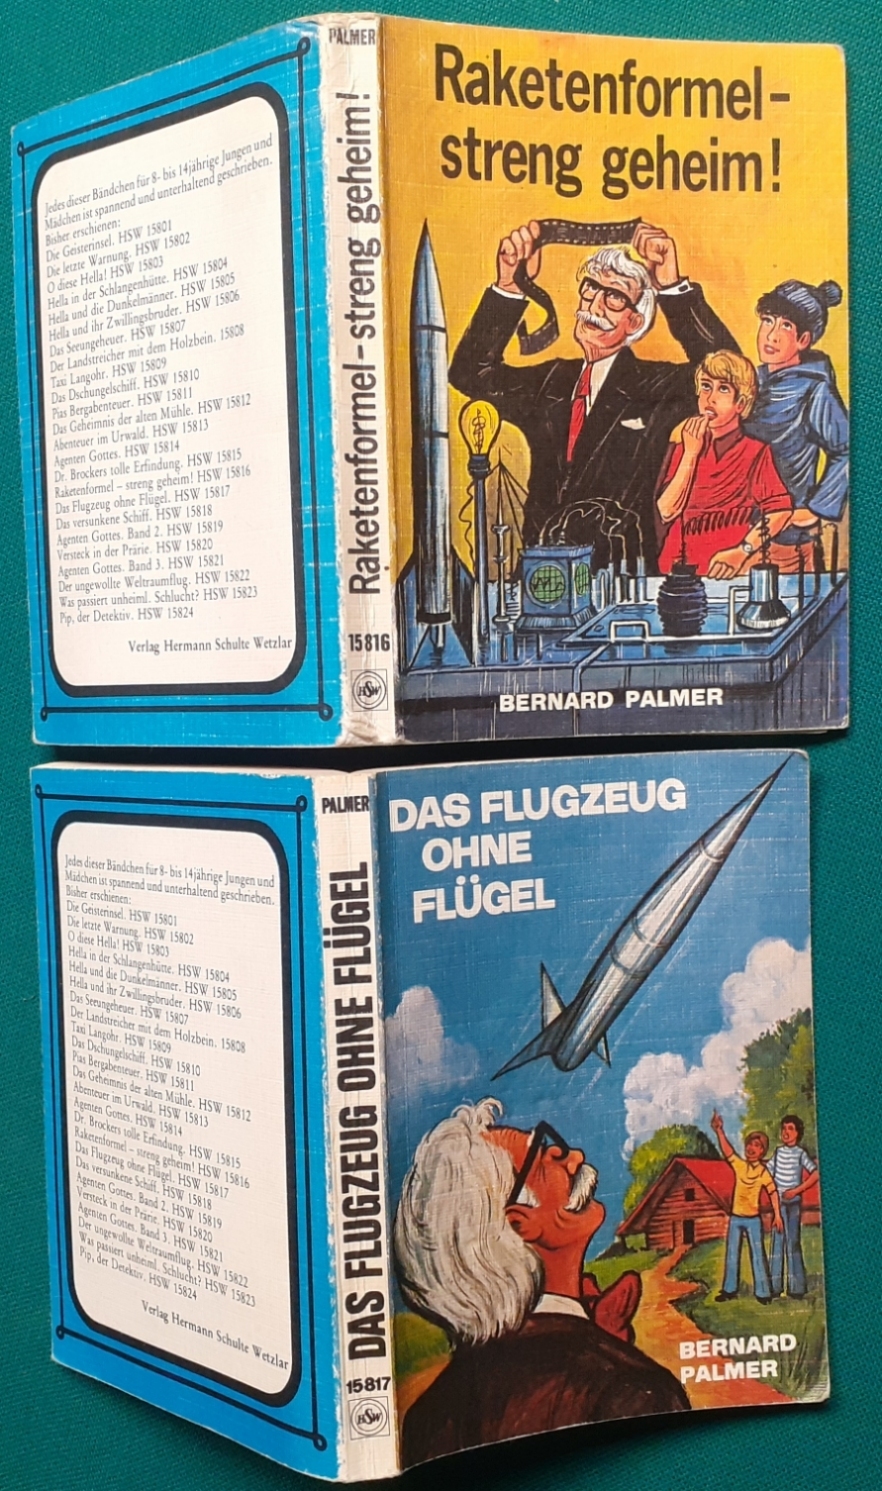 Jedes dieser Bändchen für 8- bis 14jährige Jungen und
Mädchen ist spannend und unterhaltend geschrieben.
Bisher erschienen:
Die Geisterinsel. HSW 15801
Die letzte Warnung. HSW 15802
O diese Hella! HSW 15803
Hella in der Schlangenhütte. HSW 15804
Hella und die Dunkelmänner. HSW 15805
Hella und ihr Zwillingsbruder. HSW 15806
Das Seeungeheuer. HSW 15807
Der Landstreicher mit dem Holzbein. 15808
Taxi Langohr. HSW 15809
Das Dschungelschiff. HSW 15810
Pias Bergabenteuer. HSW 15811
Das Geheimnis der alten Mühle. HSW 15812
Abenteuer im Urwald. HSW 15813
Agenten Gottes. HSW 15814
Dr. Brockers tolle Erfindung. HSW 15815
Raketenformel – streng geheim! HSW 15816
Das Flugzeug ohne Flügel. HSW 15817
Das versunkene Schiff. HSW 15818
Agenten Gottes. Band 2. HSW 15819
Versteck in der Prärie. HSW 15820
Agenten Gottes. Band 3. HSW 15821
Der ungewollte Weltraumflug. HSW 15822
Was passiert unheiml. Schlucht? HSW 15823
Pip, der Detektiv. HSW 15824
Verlag Hermann Schulte Wetzlar
PALMER
Raketenformel - streng geheim!
15816
HSW
Raketenformel-
streng geheim!
BERNARD PALMER
Jedes dieser Bändchen für 8- bis 14jährige Jungen und
Mädchen ist spannend und unterhaltend geschrieben.
Bisher erschienen:
Die Geisterinsel. HSW 15801
Die letzte Warnung. HSW 15802
O diese Hella! HSW 15803
Hella in der Schlangenhütte. HSW 15804
Hella und die Dunkelmänner. HSW 15805
Hella und ihr Zwillingsbruder. HSW 15806
Das Seeungeheuer. HSW 15807
Der Landstreicher mit dem Holzbein. 15808
Taxi Langohr. HSW 15809
Das Dschungelschiff. HSW 15810
Pias Bergabenteuer. HSW 15811
Das Geheimnis der alten Mühle. HSW 15812
Abenteuer im Urwald. HSW 15813
Agenten Gottes. HSW 15814
Dr. Brockers tolle Erfindung. HSW 15815
Raketenformel – streng geheim! HSW 15816
Das Flugzeug ohne Flügel. HSW 15817
Das versunkene Schiff. HSW 15818
Agenten Gottes. Band 2. HSW 15819
Versteck in der Prärie. HSW 15820
Agenten Gottes. Band 3. HSW 15821
Der ungewollte Weltraumflug. HSW 15822
Was passiert unheiml. Schlucht? HSW 15823
Pip, der Detektiv. HSW 15824
Verlag Hermann Schulte Wetzlar
PALMER
DAS FLUGZEUG OHNE FLÜGEL
15817
HSW
DAS FLUGZEUG
OHNE
FLÜGEL
BERNARD
PALMER